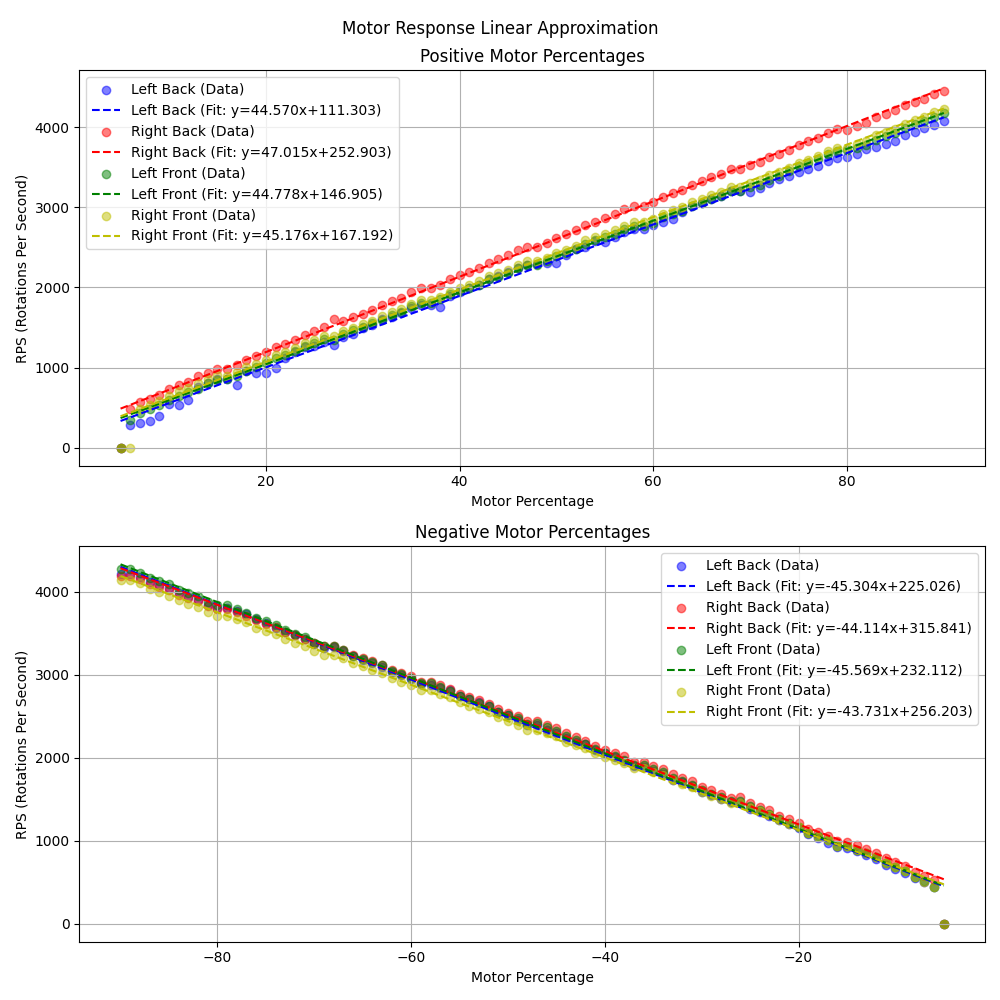 Motor Response Linear Approximation
Positive Motor Percentages
Left Back (Data)
Left Back (Fit: y=44.570x+111.303)
Right Back (Data)
Right Back (Fit: y=47.015x+252.903)
Left Front (Data)
Left Front (Fit: y=44.778x+146.905)
Right Front (Data)
Right Front (Fit: y=45.176x+167.192)
RPS (Rotations Per Second)
4000
3000
2000
1000
0
20 40 60 80
Motor Percentage
Negative Motor Percentages
Left Back (Data)
Left Back (Fit: y=-45.304x+225.026)
Right Back (Data)
Right Back (Fit: y=-44.114x+315.841)
Left Front (Data)
Left Front (Fit: y=-45.569x+232.112)
Right Front (Data)
Right Front (Fit: y=-43.731x+256.203)
RPS (Rotations Per Second)
4000
3000
2000
1000
0
−80 −60 −40 −20
Motor Percentage